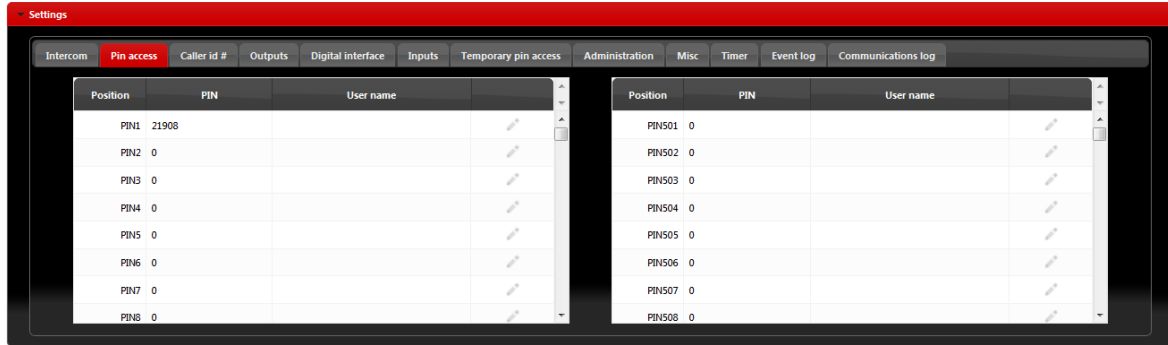 Settings
Intercom Pin access Caller id # Outputs Digital interface Inputs Temporary pin access Administration Misc Timer Event log Communications log
Position PIN User name
PIN1 21908
PIN2 0
PIN3 0
PIN4 0
PIN5 0
PIN6 0
PIN7 0
PIN8 0
Position PIN User name
PIN501 0
PIN502 0
PIN503 0
PIN504 0
PIN505 0
PIN506 0
PIN507 0
PIN508 0